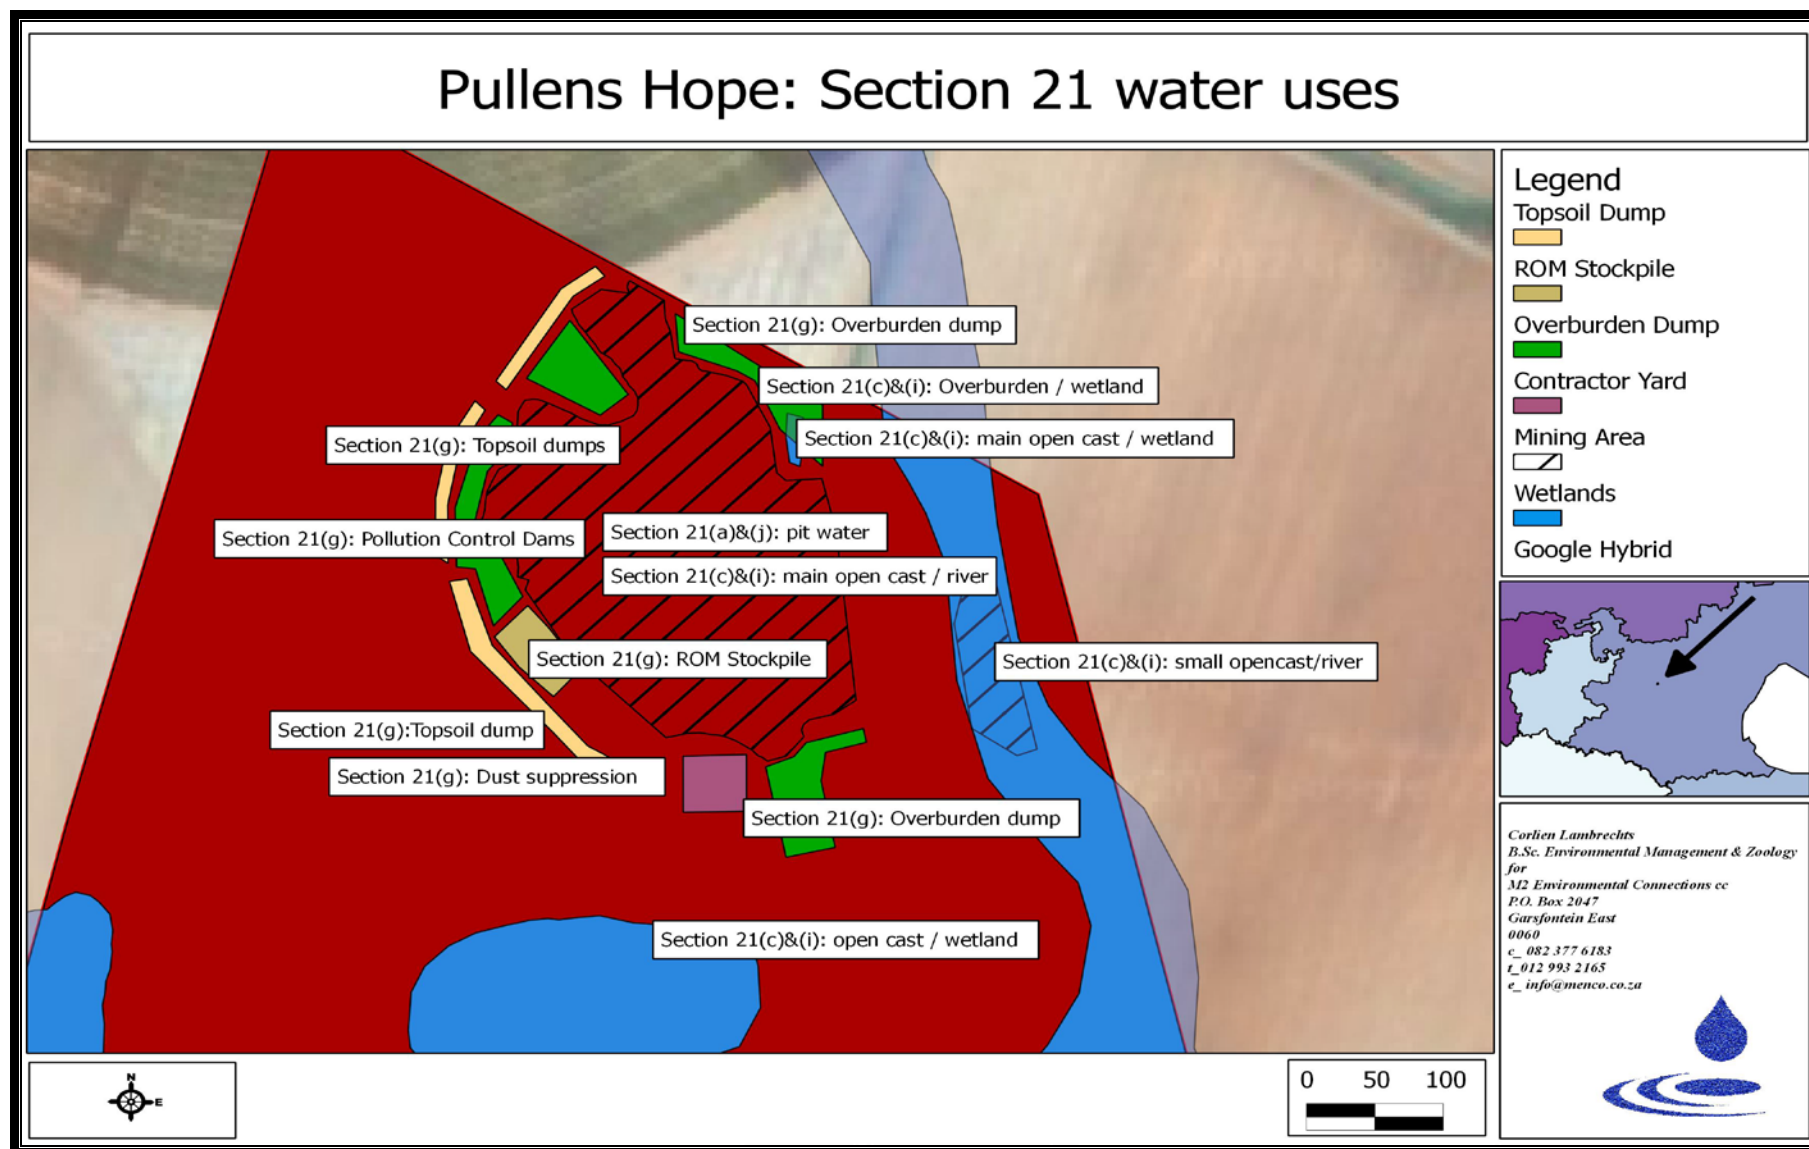 Pullens Hope: Section 21 water uses
Section 21(g): Overburden dump
Section 21(c)&(i): Overburden / wetland
Section 21(c)&(i): main open cast / wetland
Section 21(g): Topsoil dumps
Section 21(g): Pollution Control Dams
Section 21(a)&(j): pit water
Section 21(c)&(i): main open cast / river
Section 21(g): ROM Stockpile
Section 21(c)&(i): small opencast/river
Section 21(g):Topsoil dump
Section 21(g): Dust suppression
Section 21(g): Overburden dump
Section 21(c)&(i): open cast / wetland
Legend
Topsoil Dump
ROM Stockpile
Overburden Dump
Contractor Yard
Mining Area
Wetlands
Google Hybrid
Corlien Lambrechts
B.Sc. Environmental Management & Zoology
for
M2 Environmental Connections cc
P.O. Box 2047
Garsfontein East
0060
c_ 082 377 6183
t_012 993 2165
e_ info@menco.co.za
N
E
0 50 100